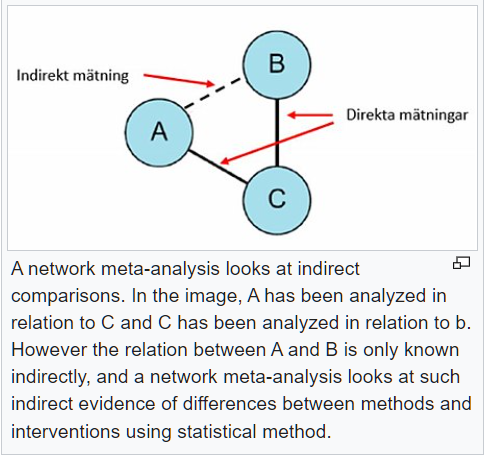 B
Indirekt mätning
Direkta mätningar
A
C
A network meta-analysis looks at indirect
comparisons. In the image, A has been analyzed in
relation to C and C has been analyzed in relation to b.
However the relation between A and B is only known
indirectly, and a network meta-analysis looks at such
indirect evidence of differences between methods and
interventions using statistical method.